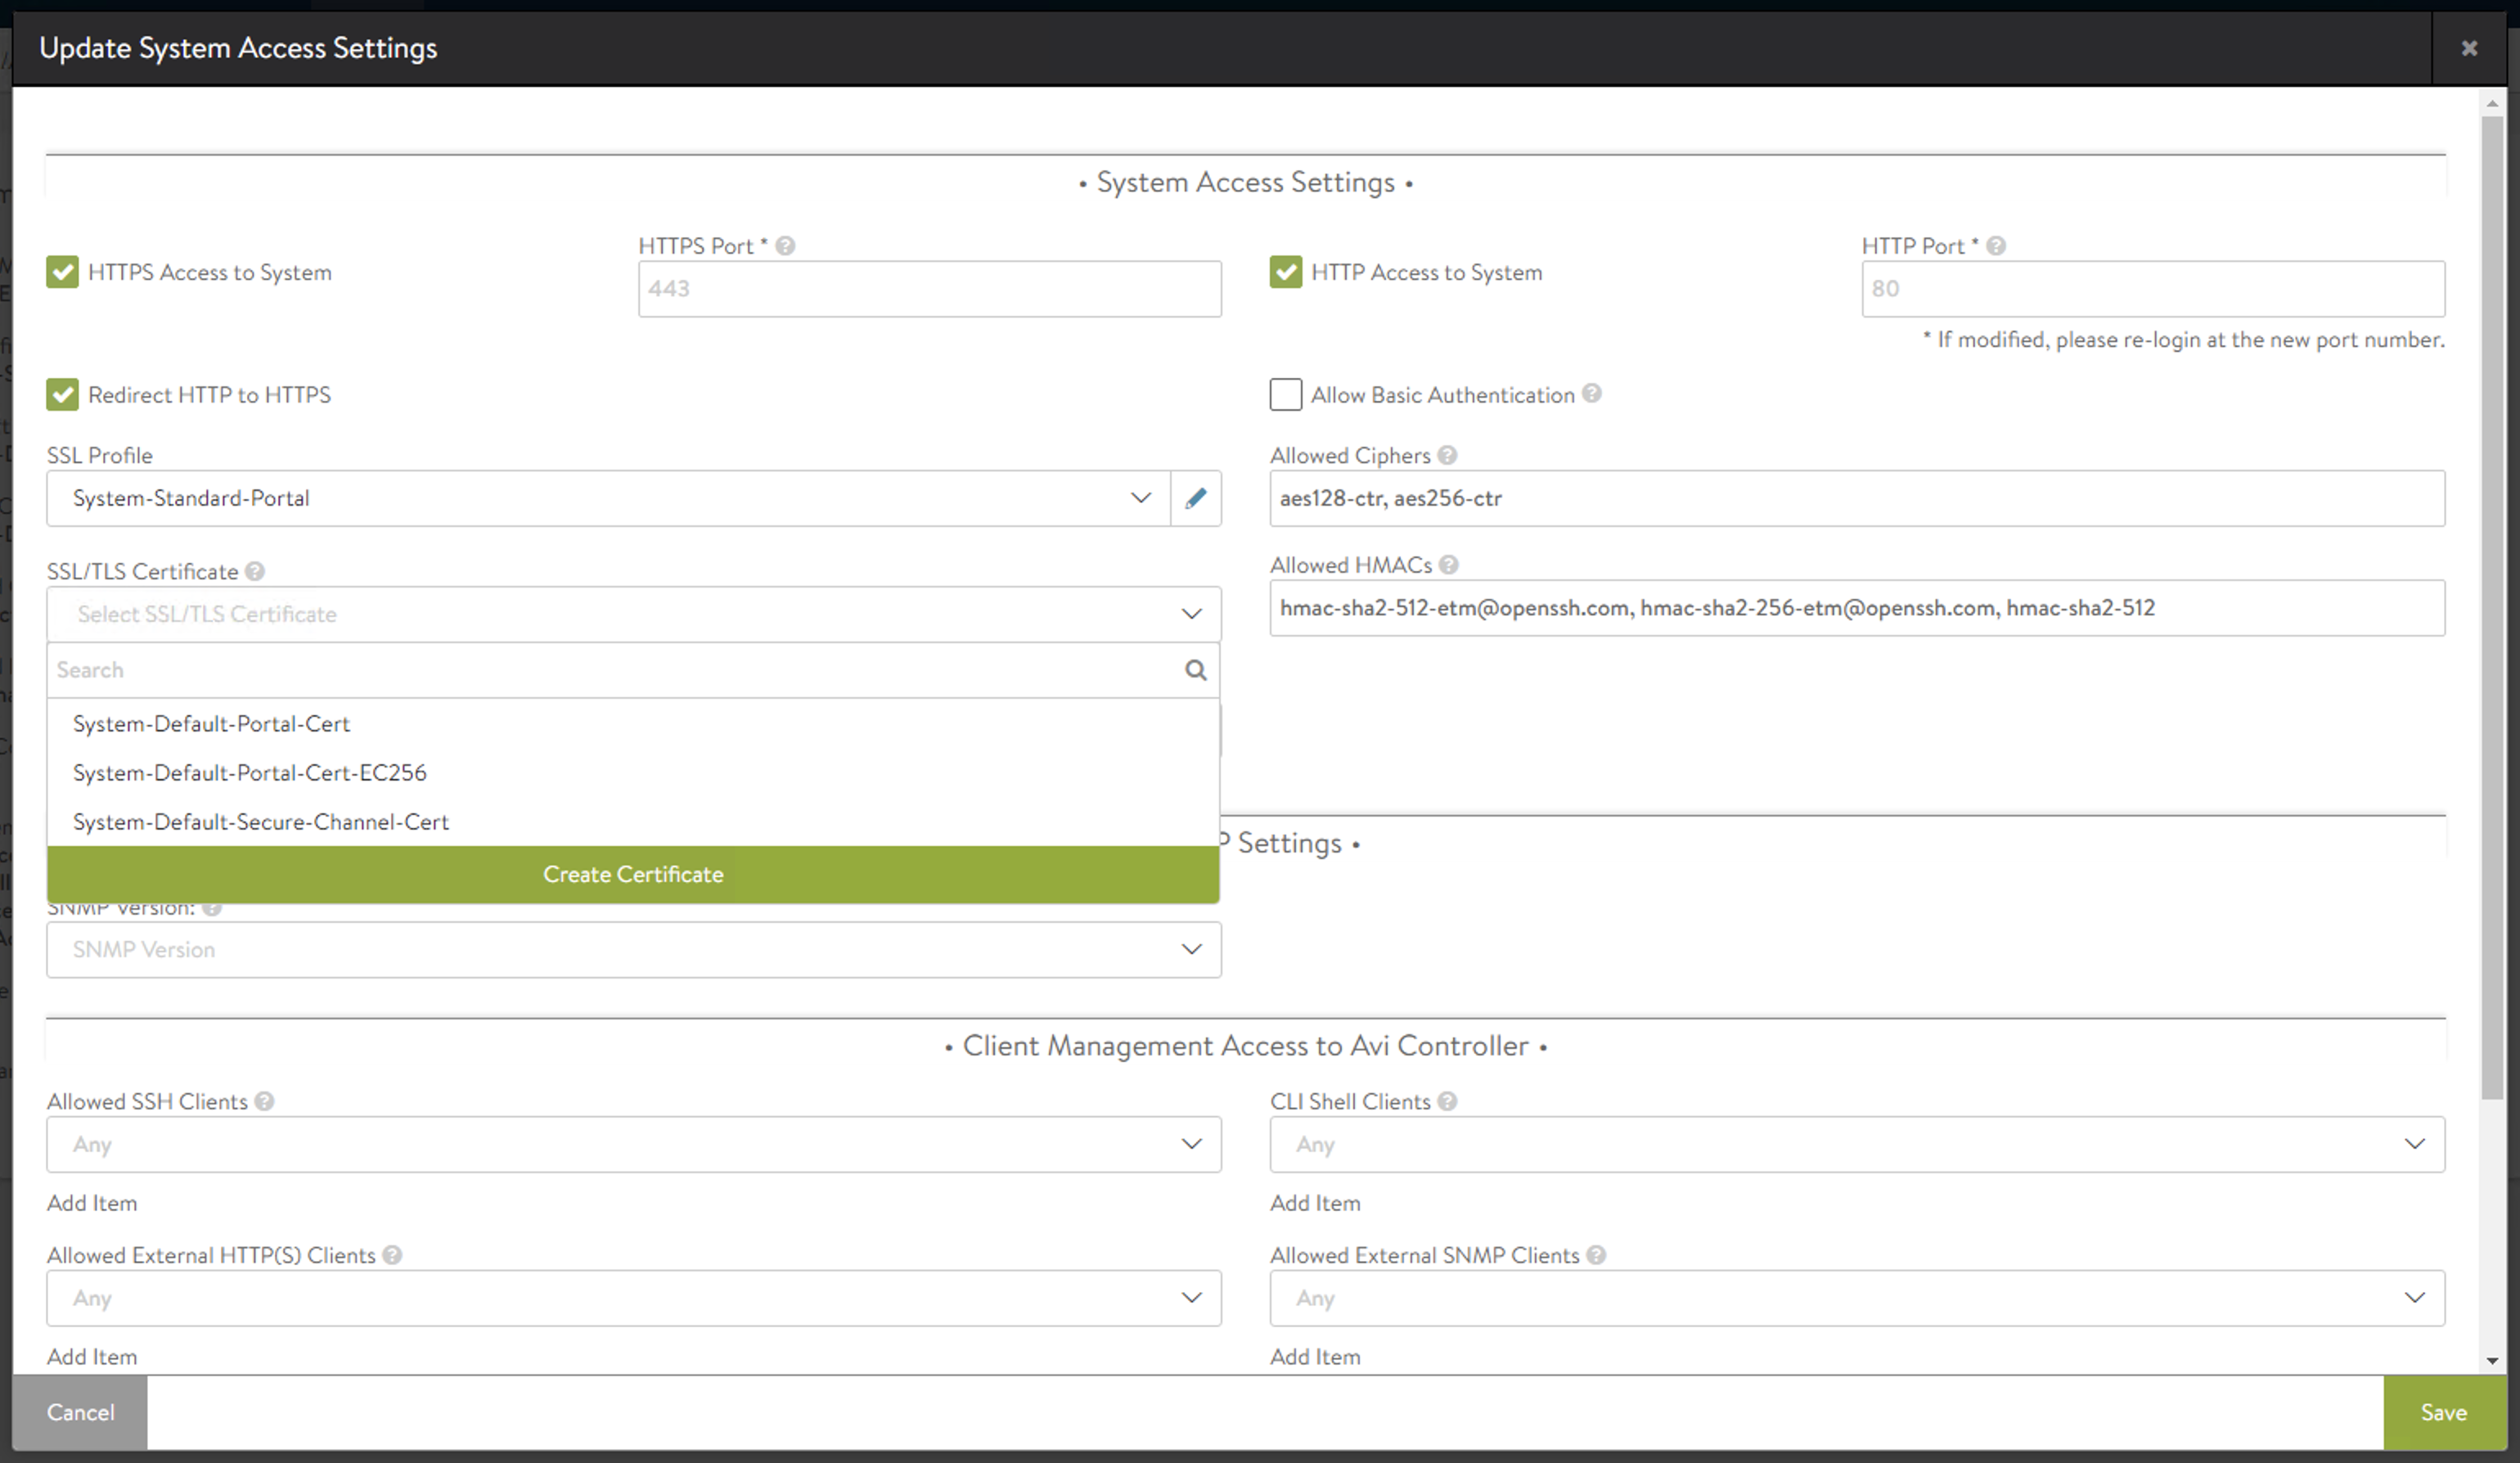 Update System Access Settings
• System Access Settings •
HTTPS Access to System
HTTPS Port *
443
HTTP Access to System
HTTP Port *
80
* If modified, please re-login at the new port number.
Redirect HTTP to HTTPS
Allow Basic Authentication
SSL Profile
System-Standard-Portal
Allowed Ciphers
aes128-ctr, aes256-ctr
SSL/TLS Certificate
Select SSL/TLS Certificate
Allowed HMACs
hmac-sha2-512-etm@openssh.com, hmac-sha2-256-etm@openssh.com, hmac-sha2-512
Search
System-Default-Portal-Cert
System-Default-Portal-Cert-EC256
System-Default-Secure-Channel-Cert
Create Certificate
P Settings •
SNMP Version:
SNMP Version
• Client Management Access to Avi Controller •
Allowed SSH Clients
Any
Add Item
CLI Shell Clients
Any
Add Item
Allowed External HTTP(S) Clients
Any
Add Item
Allowed External SNMP Clients
Any
Add Item
Cancel
Save